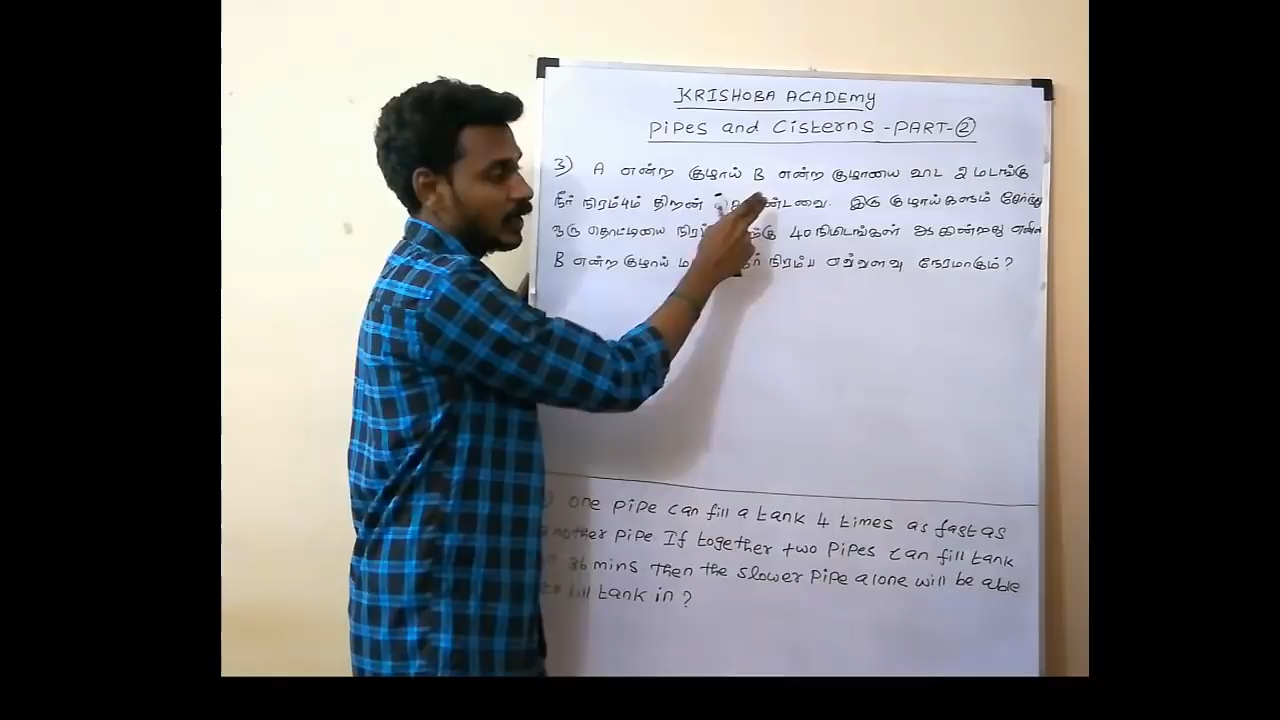 KRISHOBA ACADEMY
Pipes and Cisterns -PART-②
3) A என்ற குழாய் B என்ற குழாயை விட 2 மடங்கு
நீர் நிரம்பும் திறன் கொண்டவை. இரு குழாய்களும் சேர்ந்து
ஒரு தொட்டியை 40 நிமிடங்கள் ஆகின்றது எனில்
B என்ற குழாய் நிரம்ப எவ்வளவு நேரமாகும்?
one pipe can fill a tank 4 times as fast as
another pipe If together two pipes can fill tank
36 mins then the slower pipe alone will be able
to fill tank in?